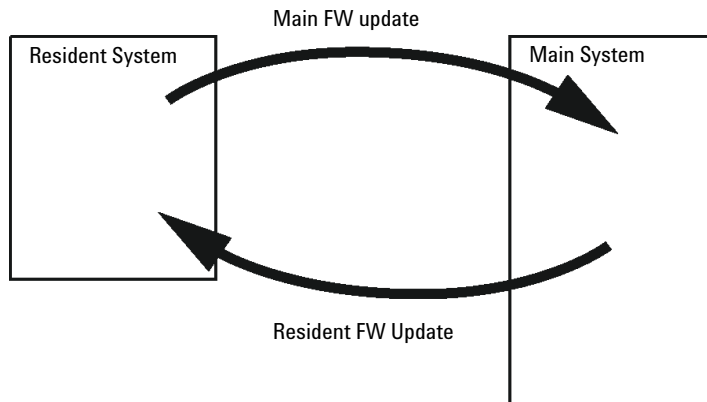 Main FW update
Resident System
Main System
Resident FW Update